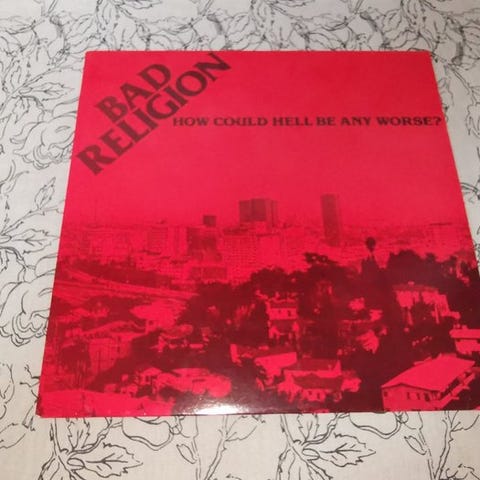 BAD
RELIGION
HOW COULD HELL BE ANY WORSE?